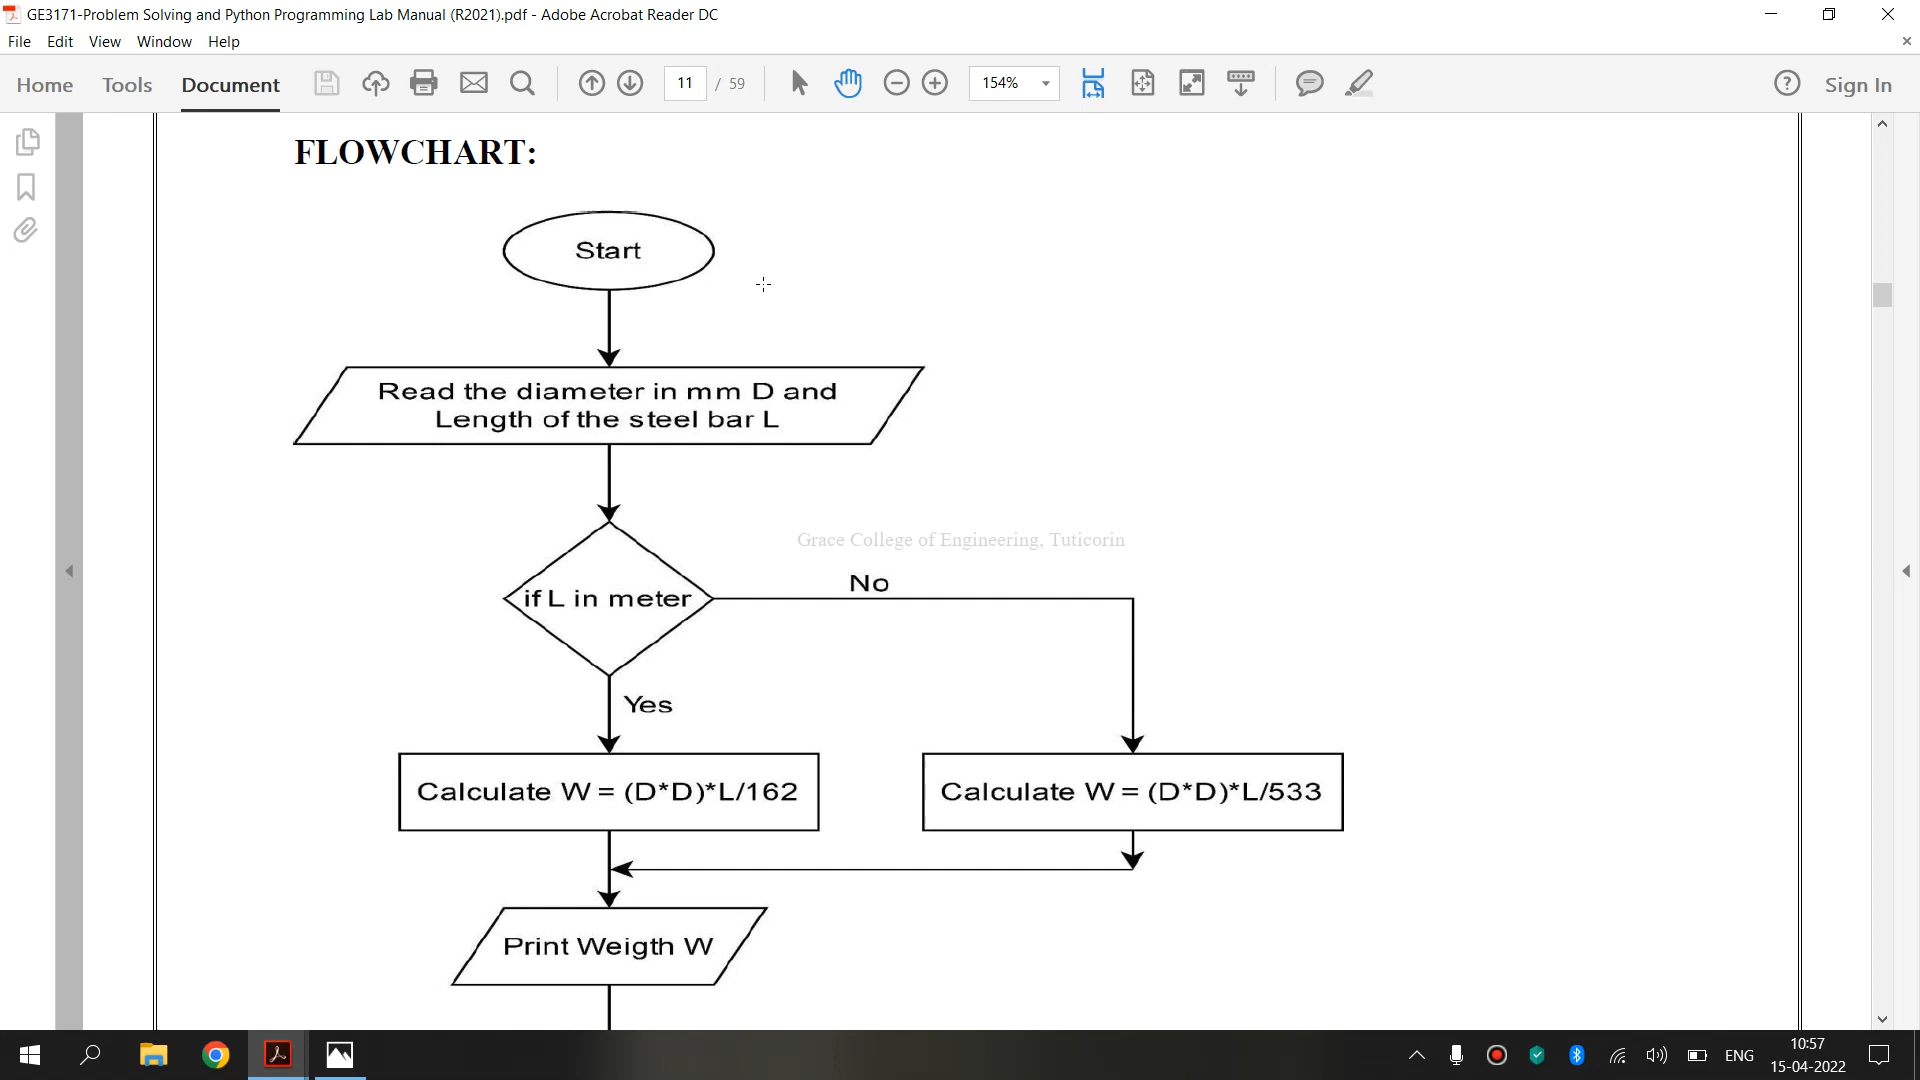 GE3171-Problem Solving and Python Programming Lab Manual (R2021).pdf - Adobe Acrobat Reader DC
File Edit View Window Help
Home Tools Document 11 / 59 154% Sign In
FLOWCHART:
Start
Read the diameter in mm D and
Length of the steel bar L
Grace College of Engineering, Tuticorin
No
if L in meter
Yes
Calculate W = (D*D)*L/162
Calculate W = (D*D)*L/533
Print Weigth W
ENG
10:57
15-04-2022